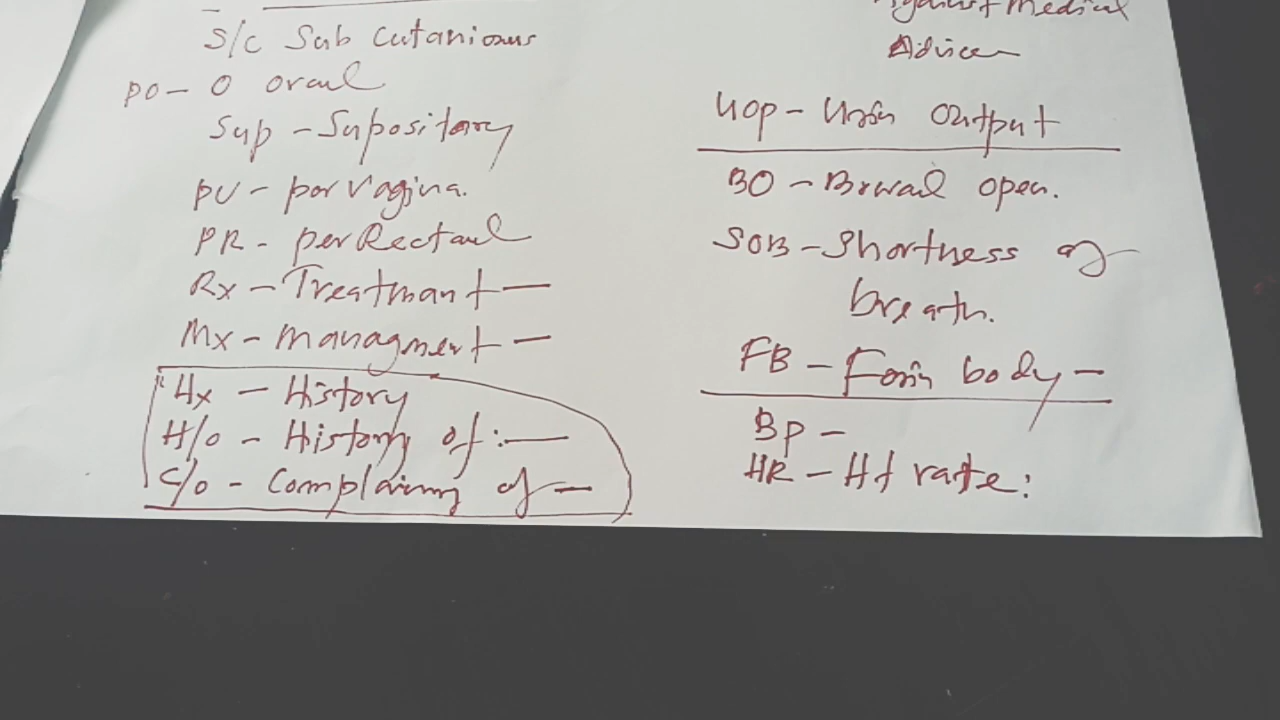 S/c Sub Cutanious
PO - O oral
Sup - Supository
PV - per vagina.
PR - per Rectaul
Rx - Treatmant -
Mx - managment -
Hx - History
H/o - History of :-
C/o - Complaining of -
against medical
Advice
UOP - Urin Output
BO - Bowal open.
SOB - Shortness of
breath.
FB - Forin body -
BP -
HR - Ht rate: